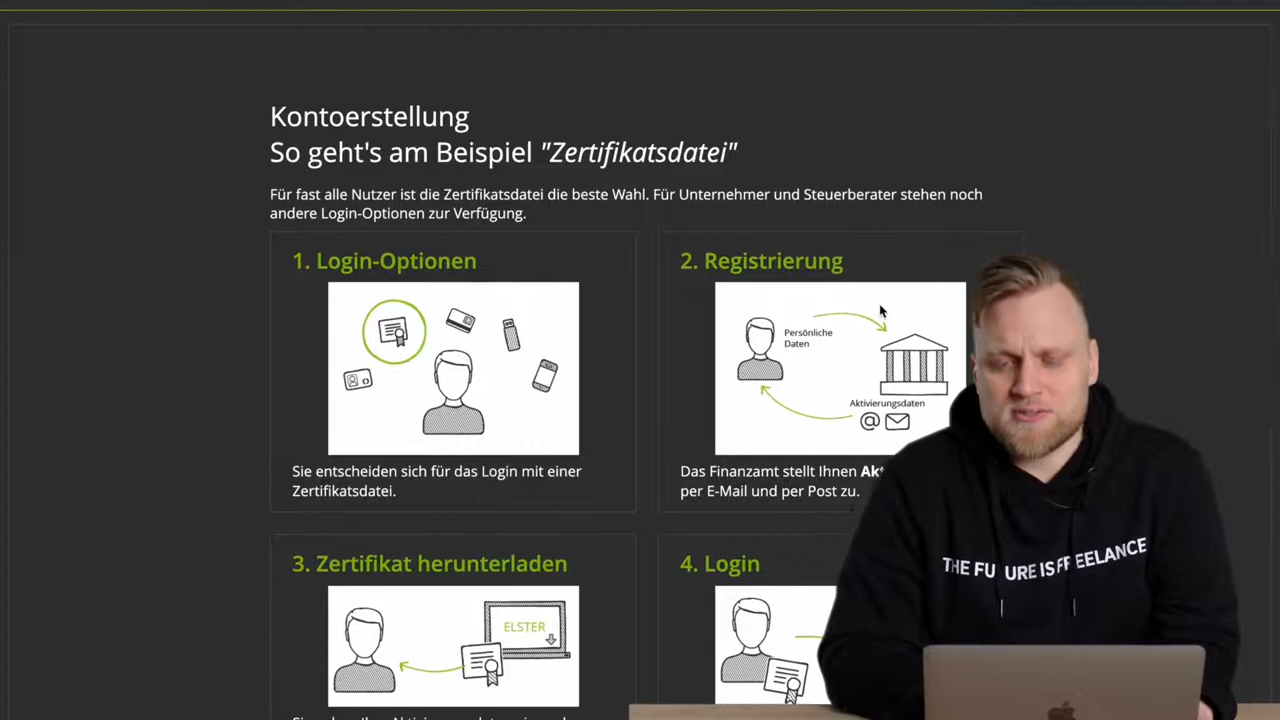 Kontoerstellung
So geht's am Beispiel "Zertifikatsdatei"
Für fast alle Nutzer ist die Zertifikatsdatei die beste Wahl. Für Unternehmer und Steuerberater stehen noch
andere Login-Optionen zur Verfügung.
1. Login-Optionen
Sie entscheiden sich für das Login mit einer
Zertifikatsdatei.
2. Registrierung
Persönliche
Daten
Aktivierungsdaten
@
Das Finanzamt stellt Ihnen
per E-Mail und per Post zu.
3. Zertifikat herunterladen
ELSTER
4. Login
THE FUTURE IS FREELANCE